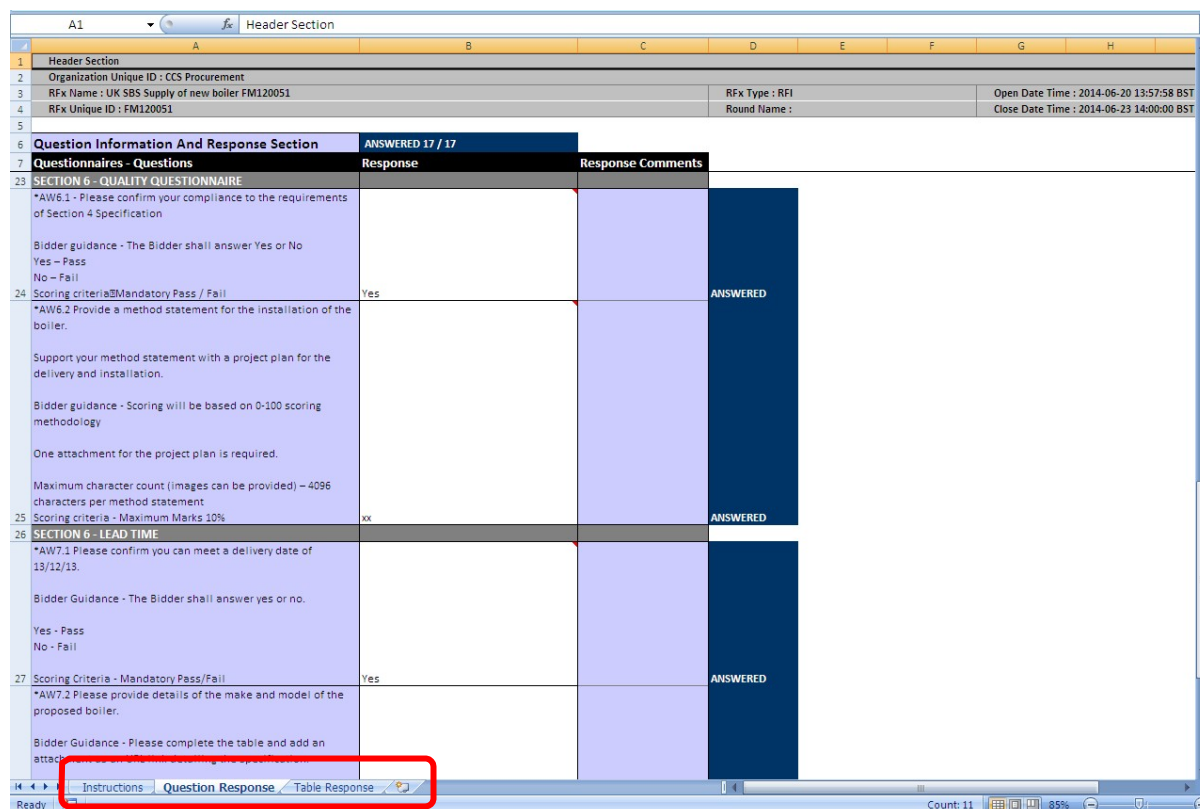 A1
fx Header Section
A B C D E F G H
1 Header Section
2 Organization Unique ID : CCS Procurement
3 RFx Name : UK SBS Supply of new boiler FM120051 RFx Type : RFI Open Date Time : 2014-06-20 13:57:58 BST
4 RFx Unique ID : FM120051 Round Name : Close Date Time : 2014-06-23 14:00:00 BST
5
6 Question Information And Response Section ANSWERED 17 / 17
7 Questionnaires - Questions Response Response Comments
23 SECTION 6 - QUALITY QUESTIONNAIRE
*AW6.1 - Please confirm your compliance to the requirements
of Section 4 Specification
Bidder guidance - The Bidder shall answer Yes or No
Yes – Pass
No – Fail
24 Scoring criteria Mandatory Pass / Fail Yes ANSWERED
*AW6.2 Provide a method statement for the installation of the
boiler.
Support your method statement with a project plan for the
delivery and installation.
Bidder guidance - Scoring will be based on 0-100 scoring
methodology
One attachment for the project plan is required.
Maximum character count (images can be provided) – 4096
characters per method statement
25 Scoring criteria - Maximum Marks 10% xx ANSWERED
26 SECTION 6 - LEAD TIME
*AW7.1 Please confirm you can meet a delivery date of
13/12/13.
Bidder Guidance - The Bidder shall answer yes or no.
Yes - Pass
No - Fail
27 Scoring Criteria - Mandatory Pass/Fail Yes ANSWERED
*AW7.2 Please provide details of the make and model of the
proposed boiler.
Bidder Guidance - Please complete the table and add an
Instructions Question Response Table Response
Ready Count: 11 85%